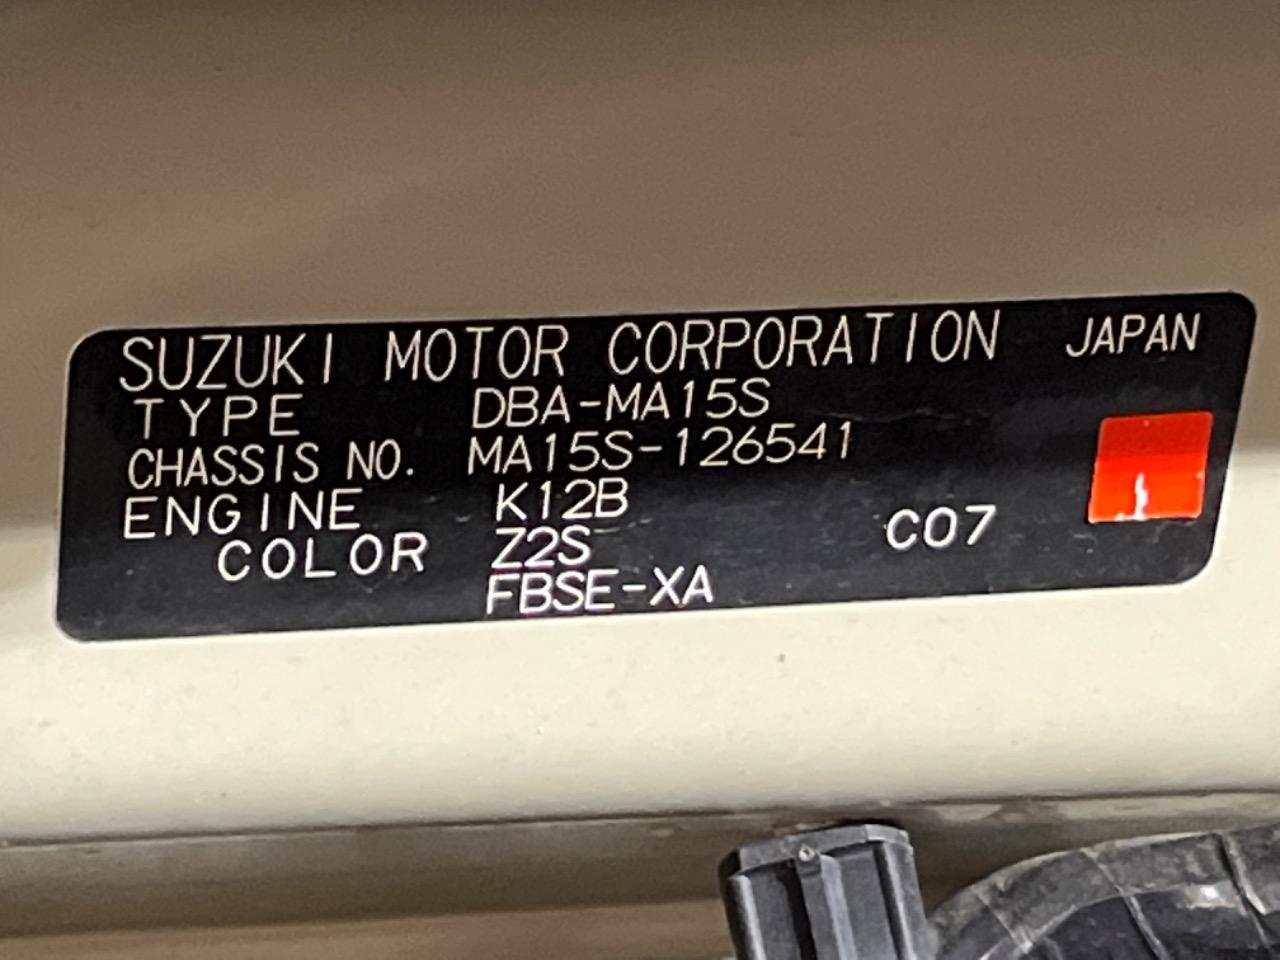 SUZUKI MOTOR CORPORATION JAPAN
TYPE DBA-MA15S
CHASSIS NO. MA15S-126541
ENGINE K12B
COLOR Z2S C07
FBSE-XA